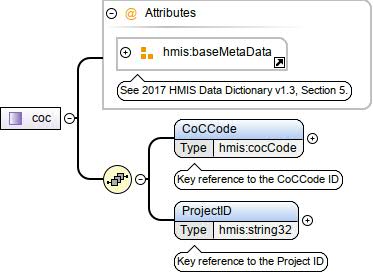 @ Attributes
hmis:baseMetaData
See 2017 HMIS Data Dictionary v1.3, Section 5.
coc
CoCCode
Type hmis:cocCode
Key reference to the CoCCode ID
ProjectID
Type hmis:string32
Key reference to the Project ID